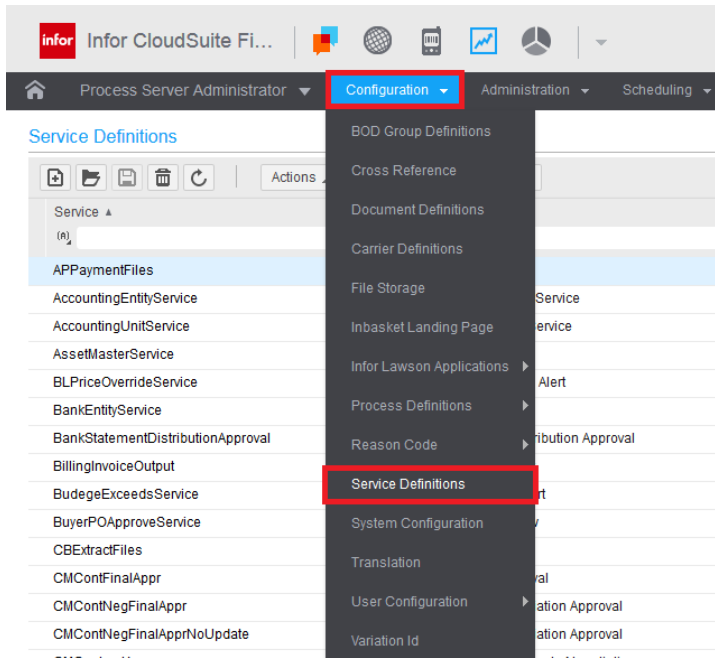 infor Infor CloudSuite Fi...
Process Server Administrator Configuration Administration Scheduling
Service Definitions
Actions
Service
(A)
APPaymentFiles
AccountingEntityService
AccountingUnitService
AssetMasterService
BLPriceOverrideService
BankEntityService
BankStatementDistributionApproval
BillingInvoiceOutput
BudegeExceedsService
BuyerPOApproveService
CBExtractFiles
CMContFinalAppr
CMContNegFinalAppr
CMContNegFinalApprNoUpdate
BOD Group Definitions
Cross Reference
Document Definitions
Carrier Definitions
File Storage
Inbasket Landing Page
Infor Lawson Applications
Process Definitions
Reason Code
Service Definitions
System Configuration
Translation
User Configuration
Variation Id
Service
ervice
Alert
ribution Approval
rt
val
ation Approval
ation Approval